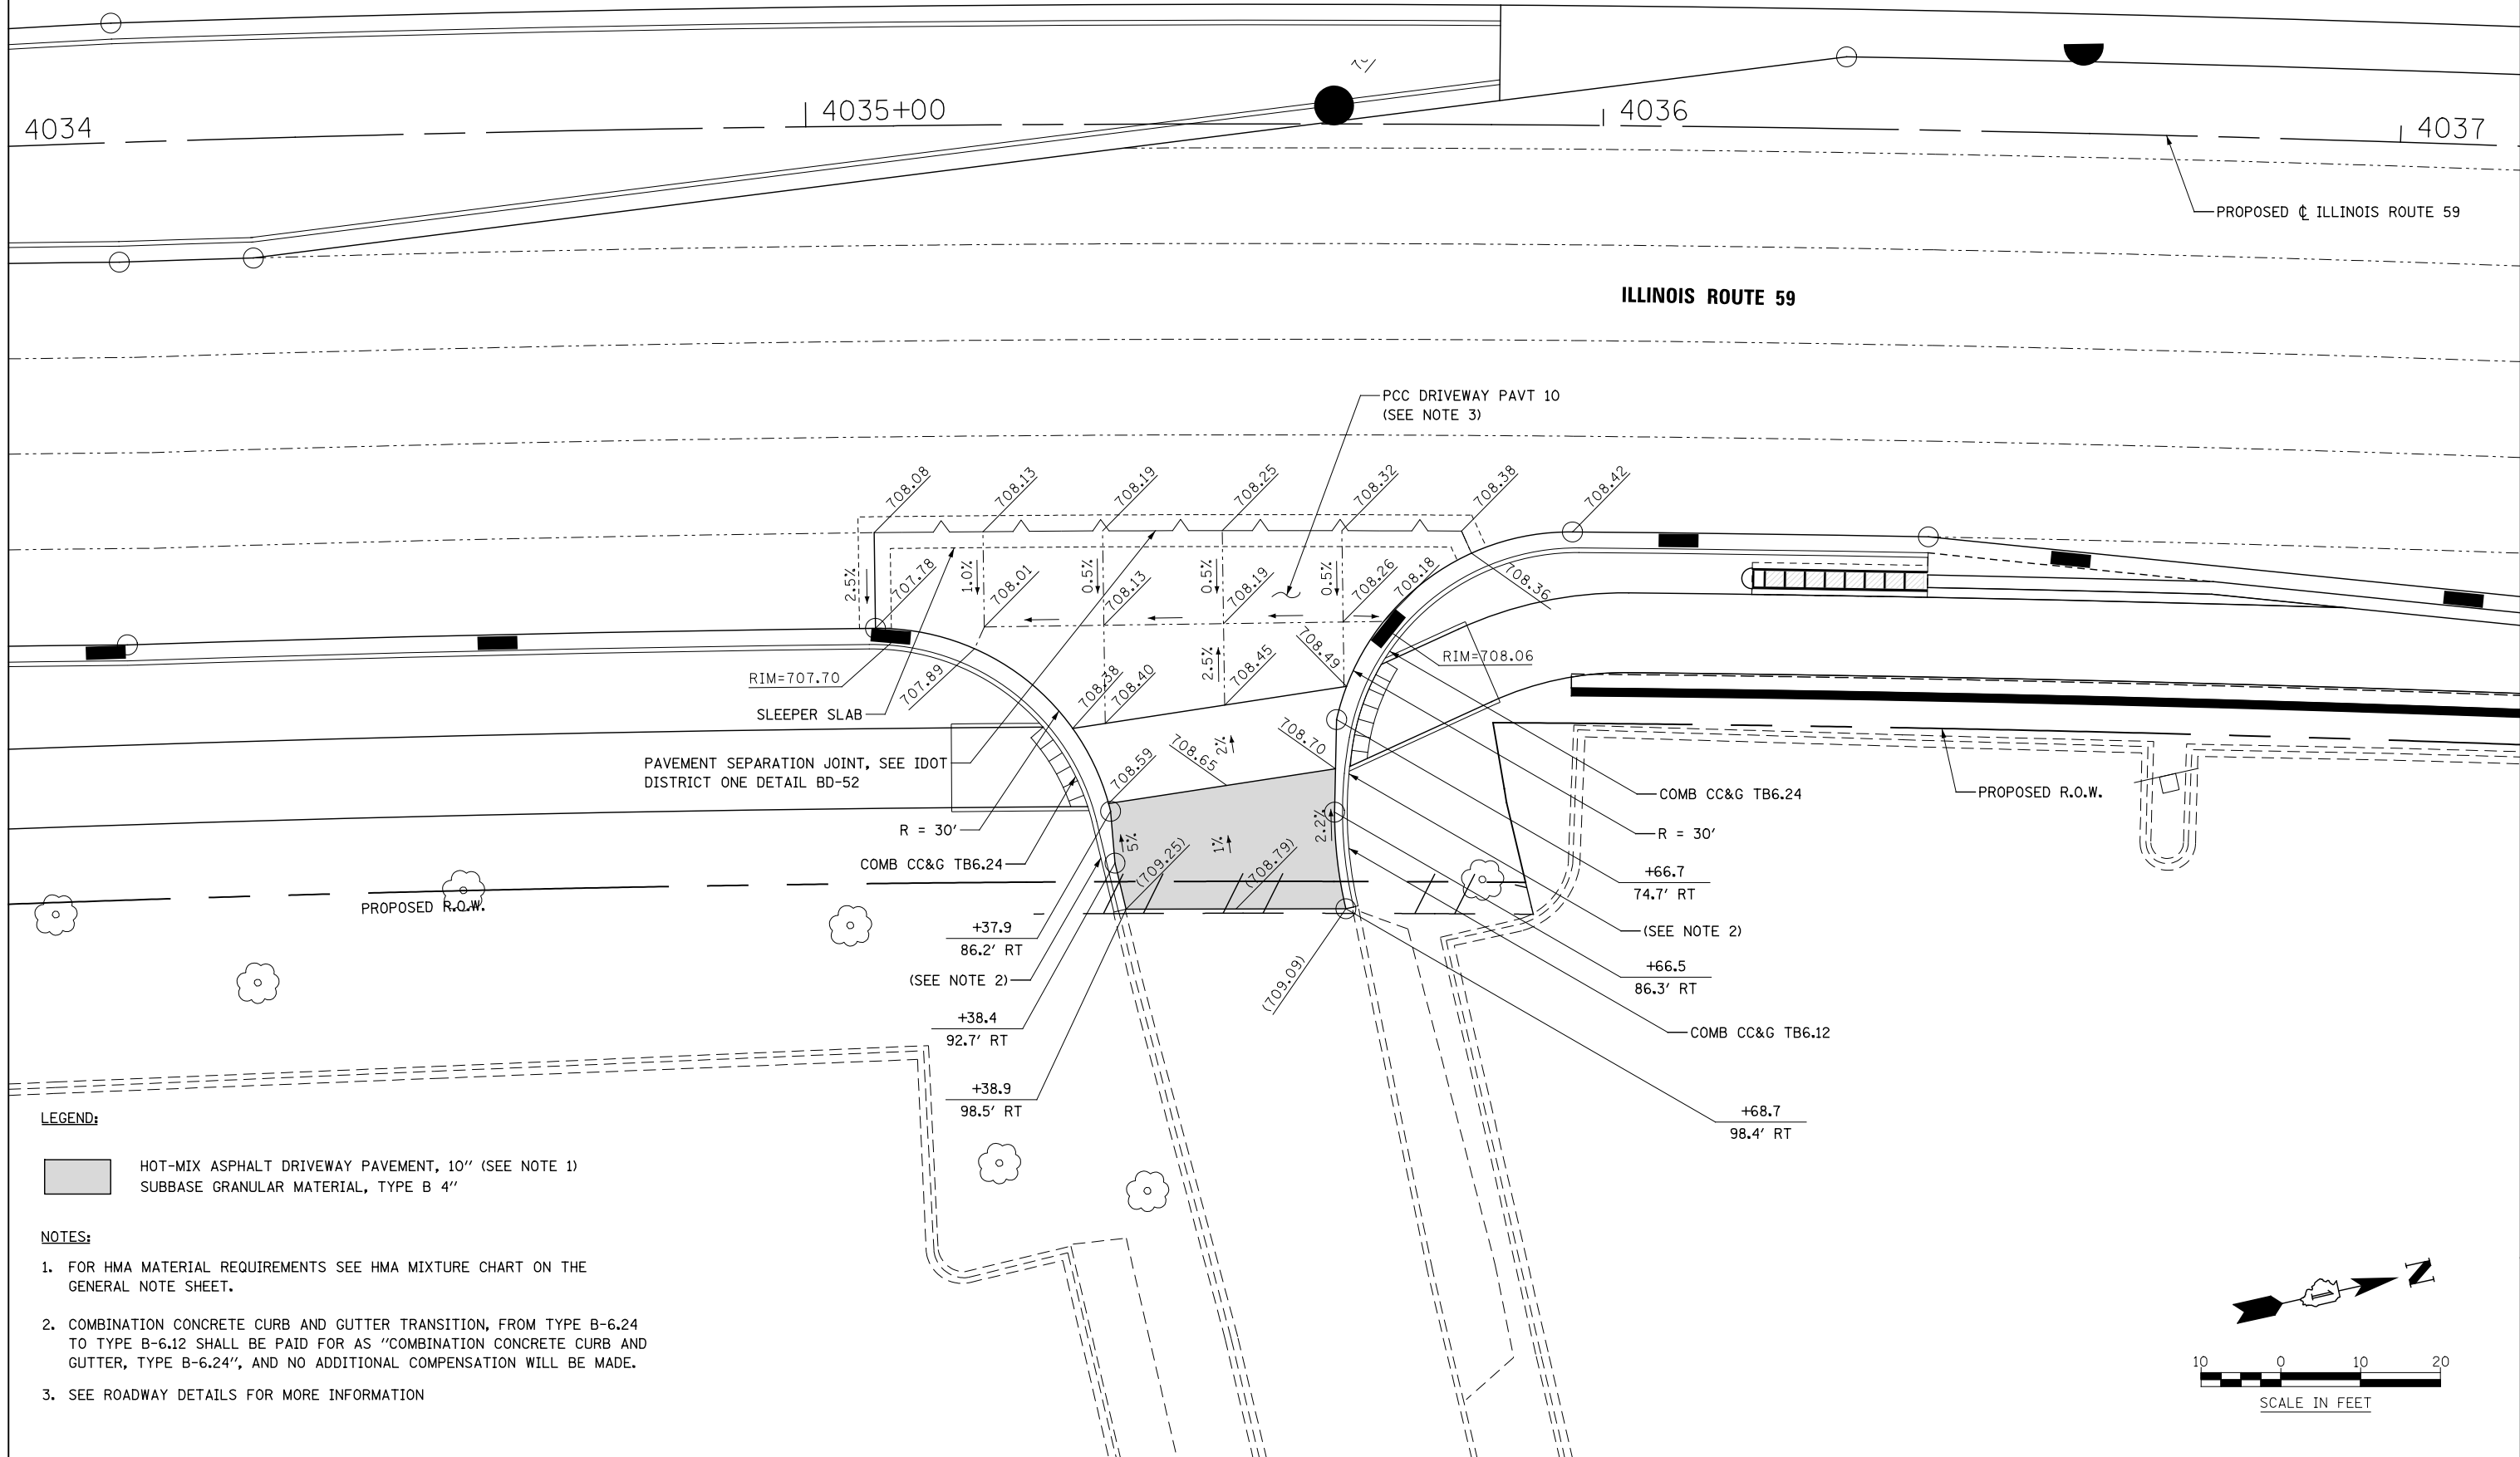 4034
4035+00
4036
4037
PROPOSED ℄ ILLINOIS ROUTE 59
ILLINOIS ROUTE 59
PCC DRIVEWAY PAVT 10
(SEE NOTE 3)
708.08
708.13
708.19
708.25
708.32
708.38
708.42
2.5%
707.78
1.0%
708.01
0.5%
708.13
0.5%
708.19
0.5%
708.26
708.18
708.36
RIM=707.70
707.89
708.38
708.40
2.5%
708.45
708.49
RIM=708.06
SLEEPER SLAB
PAVEMENT SEPARATION JOINT, SEE IDOT
DISTRICT ONE DETAIL BD-52
708.59
708.65
2%
708.70
COMB CC&G TB6.24
PROPOSED R.O.W.
R = 30'
R = 30'
COMB CC&G TB6.24
5%
(709.25)
1%
(708.79)
2.2%
+66.7
74.7' RT
PROPOSED R.O.W.
+37.9
86.2' RT
(SEE NOTE 2)
(SEE NOTE 2)
(709.09)
+66.5
86.3' RT
+38.4
92.7' RT
COMB CC&G TB6.12
+38.9
98.5' RT
+68.7
98.4' RT
LEGEND:
HOT-MIX ASPHALT DRIVEWAY PAVEMENT, 10" (SEE NOTE 1)
SUBBASE GRANULAR MATERIAL, TYPE B 4"
NOTES:
1. FOR HMA MATERIAL REQUIREMENTS SEE HMA MIXTURE CHART ON THE
GENERAL NOTE SHEET.
2. COMBINATION CONCRETE CURB AND GUTTER TRANSITION, FROM TYPE B-6.24
TO TYPE B-6.12 SHALL BE PAID FOR AS "COMBINATION CONCRETE CURB AND
GUTTER, TYPE B-6.24", AND NO ADDITIONAL COMPENSATION WILL BE MADE.
3. SEE ROADWAY DETAILS FOR MORE INFORMATION
N
10 0 10 20
SCALE IN FEET